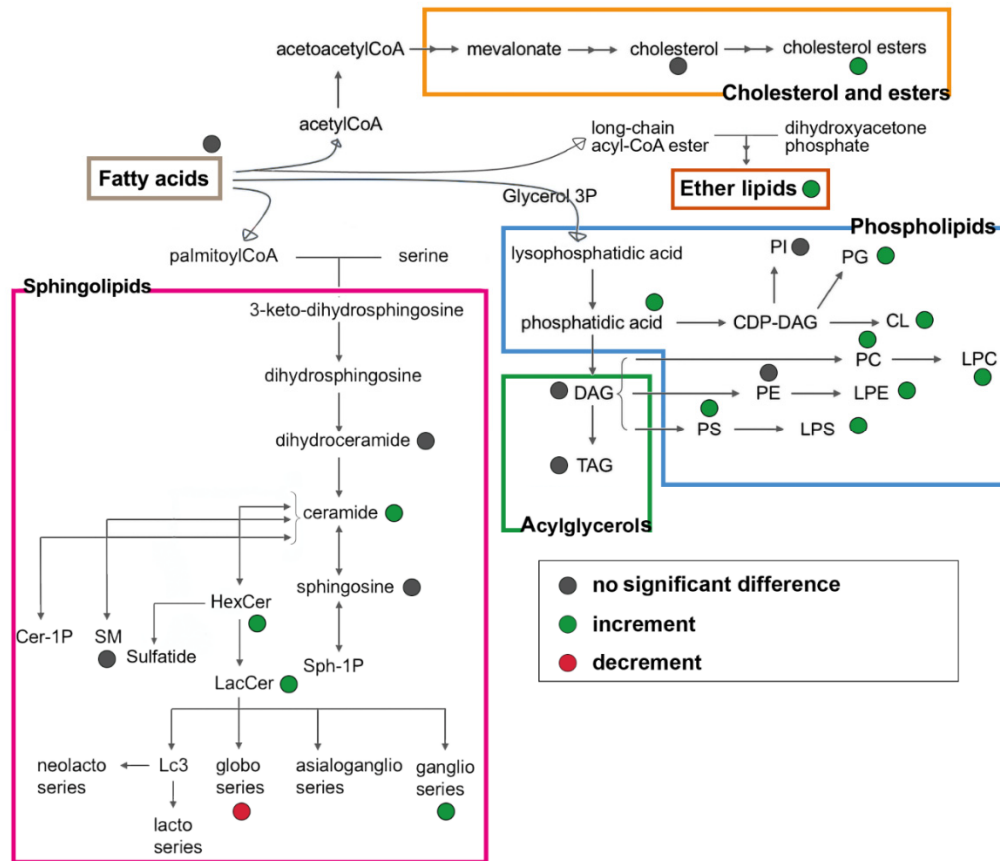 acetoacetylCoA
mevalonate
cholesterol
cholesterol esters
Cholesterol and esters
acetylCoA
long-chain
acyl-CoA ester
dihydroxyacetone
phosphate
Fatty acids
Ether lipids
Glycerol 3P
Phospholipids
palmitoylCoA
serine
lysophosphatidic acid
PI
PG
Sphingolipids
3-keto-dihydrosphingosine
phosphatidic acid
CDP-DAG
CL
PC
LPC
dihydrosphingosine
DAG
PE
LPE
PS
LPS
dihydroceramide
TAG
ceramide
Acylglycerols
sphingosine
no significant difference
increment
decrement
HexCer
Cer-1P
SM
Sulfatide
Sph-1P
LacCer
neolacto
series
Lc3
globo
series
asialoganglio
series
ganglio
series
lacto
series